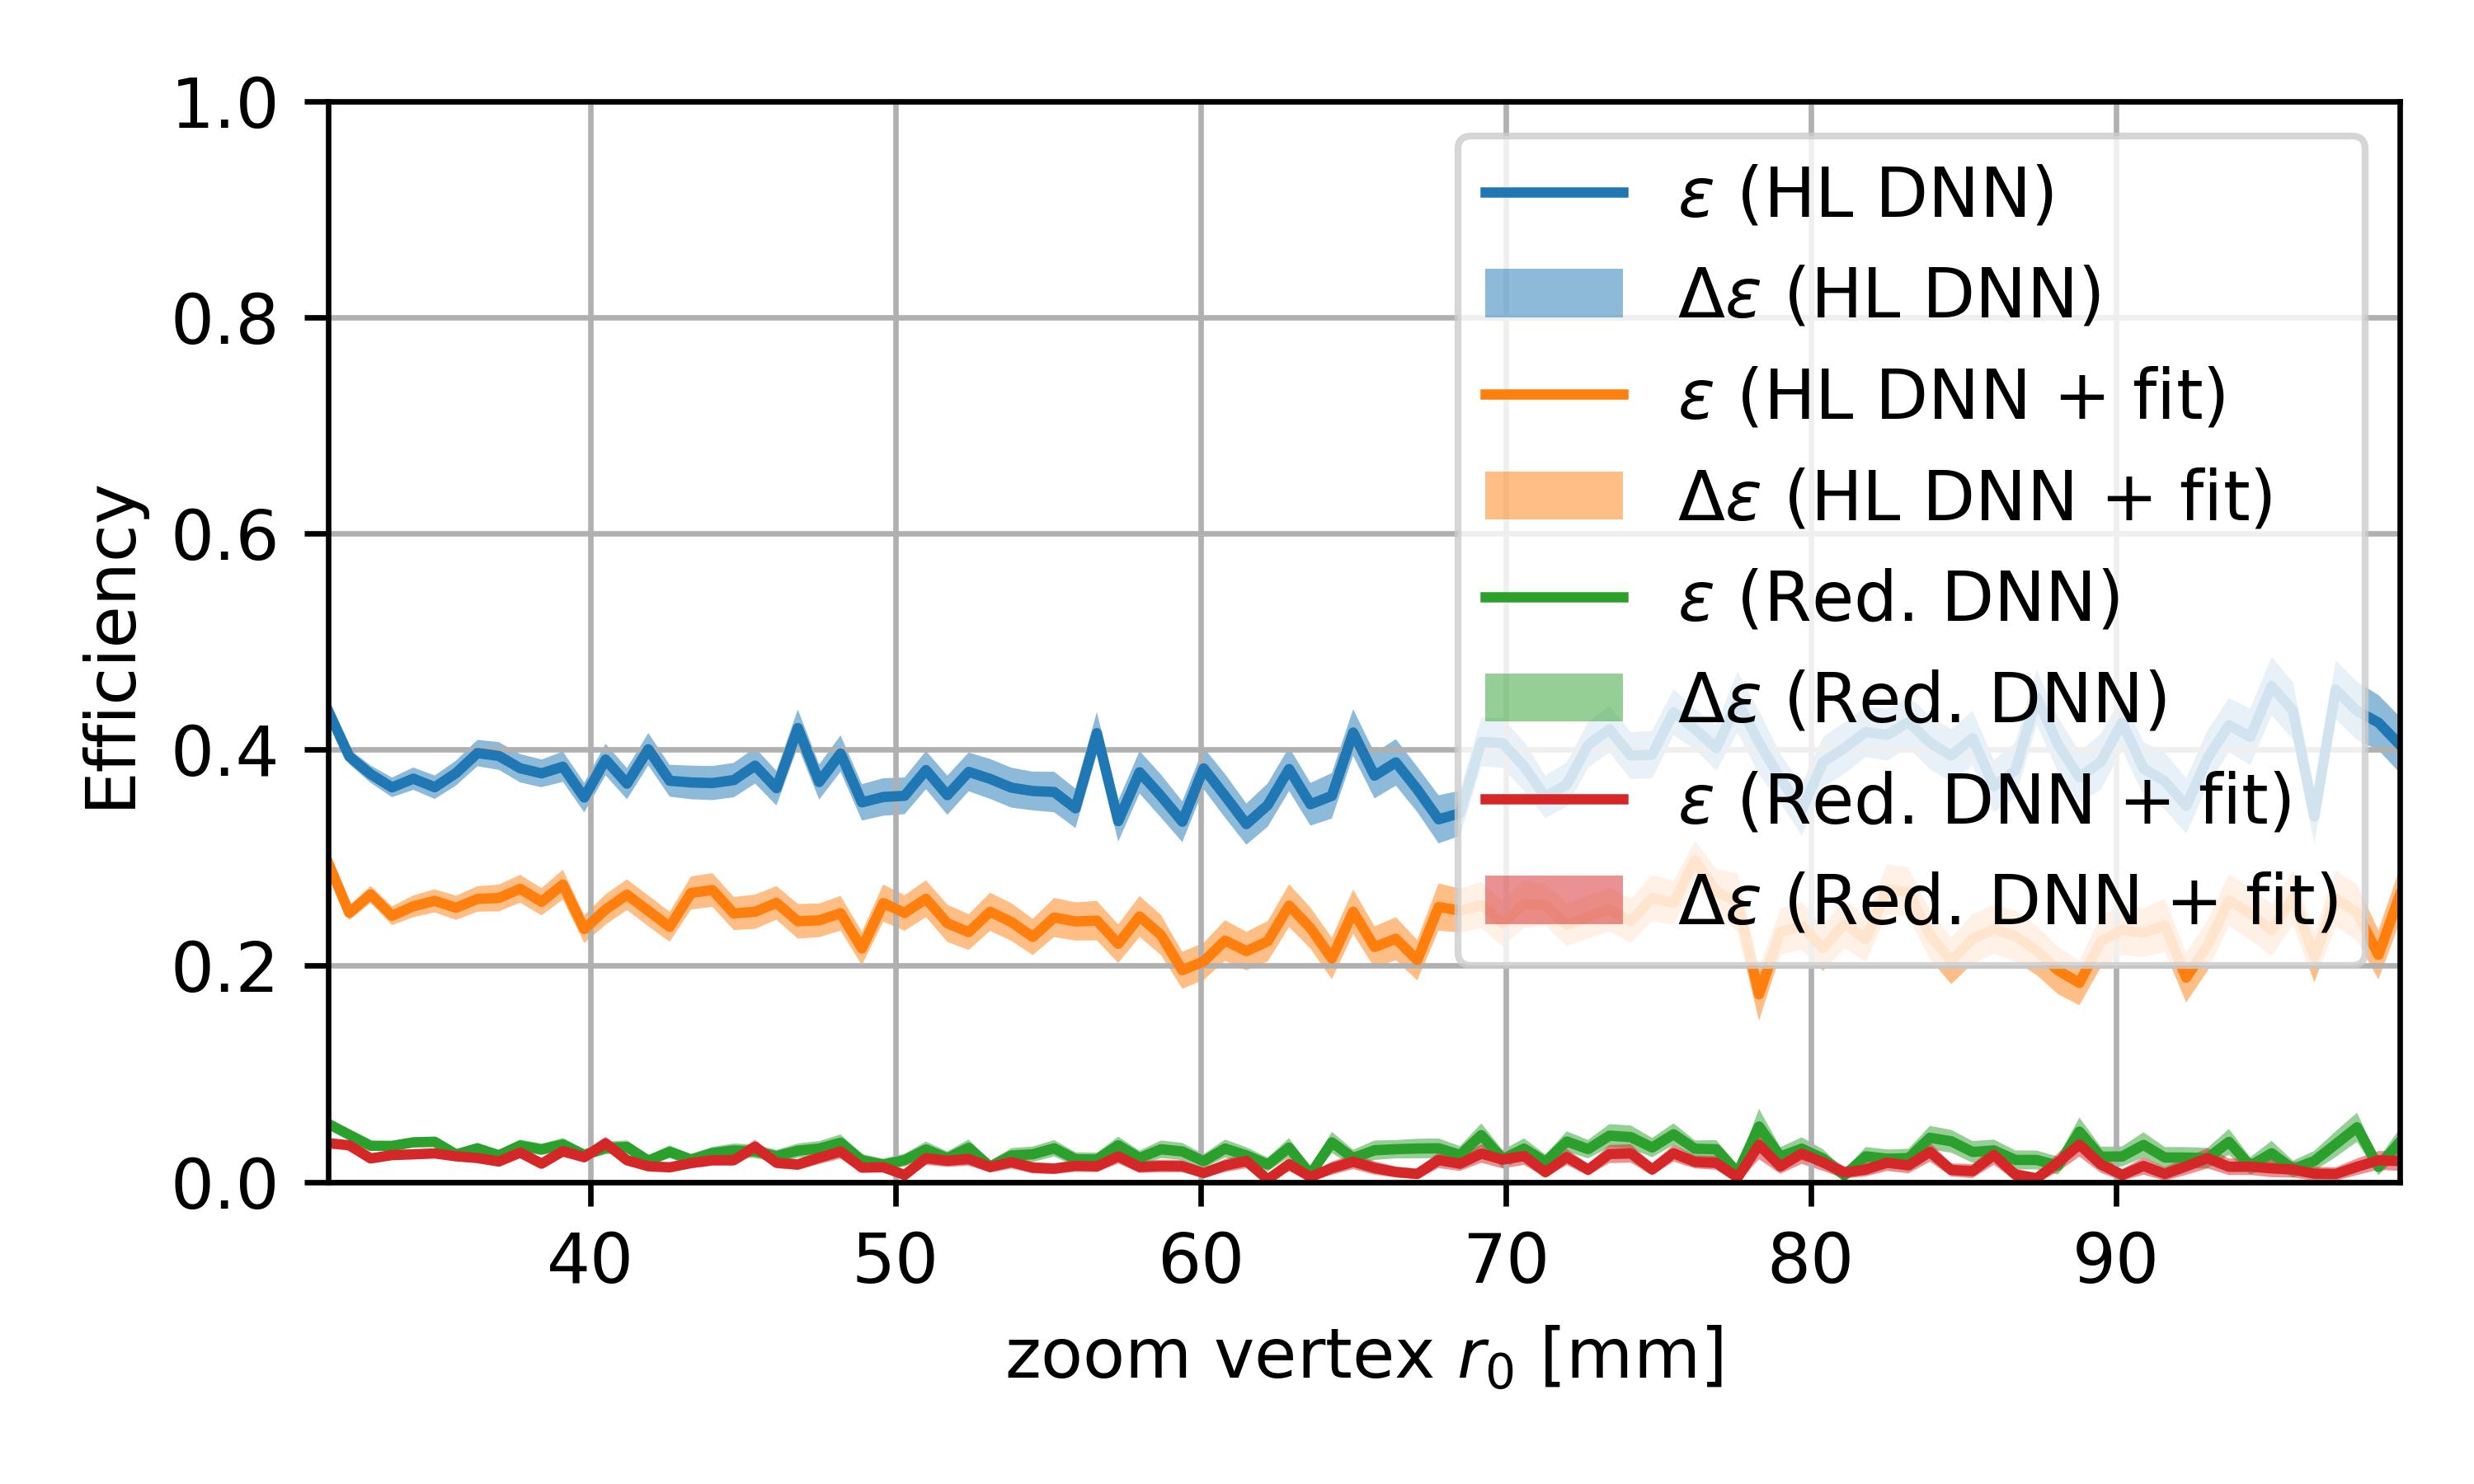 1.0
0.8
0.6
0.4
0.2
0.0
Efficiency
ε (HL DNN)
Δε (HL DNN)
ε (HL DNN + fit)
Δε (HL DNN + fit)
ε (Red. DNN)
Δε (Red. DNN)
ε (Red. DNN + fit)
Δε (Red. DNN + fit)
40 50 60 70 80 90
zoom vertex r₀ [mm]